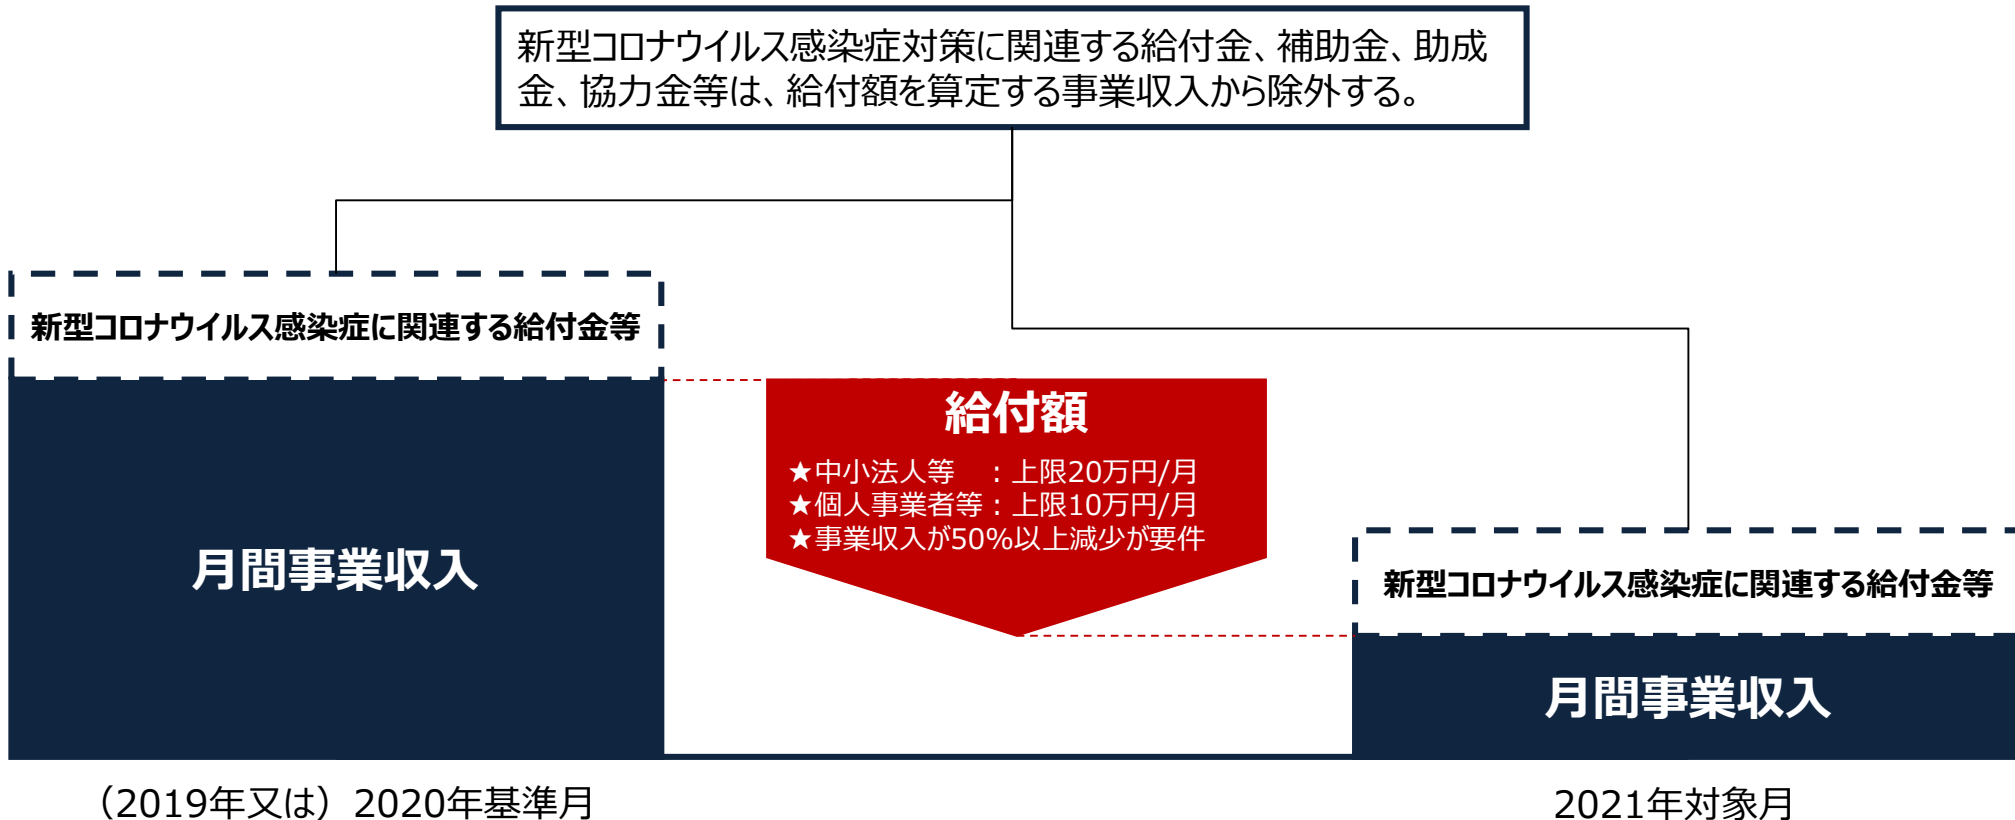 新型コロナウイルス感染症対策に関連する給付金、補助金、助成
金、協力金等は、給付額を算定する事業収入から除外する。
新型コロナウイルス感染症に関連する給付金等
給付額
★中小法人等　：上限20万円/月
★個人事業者等：上限10万円/月
★事業収入が50%以上減少が要件
月間事業収入
新型コロナウイルス感染症に関連する給付金等
月間事業収入
（2019年又は）2020年基準月
2021年対象月